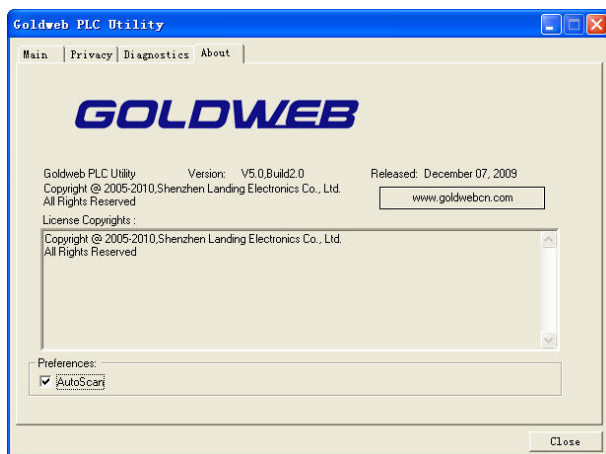 Goldweb PLC Utility
Main Privacy Diagnostics About
GOLDWEB
Goldweb PLC Utility Version: V5.0,Build2.0 Released: December 07, 2009
Copyright @ 2005-2010,Shenzhen Landing Electronics Co., Ltd.
All Rights Reserved
www.goldwebcn.com
License Copyrights :
Copyright @ 2005-2010,Shenzhen Landing Electronics Co., Ltd.
All Rights Reserved
Preferences:
AutoScan
Close